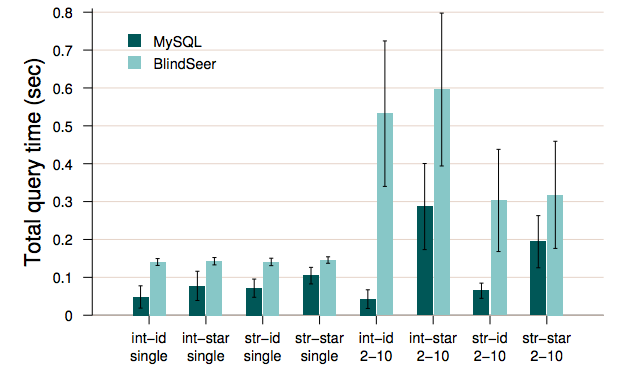 Total query time (sec)
0.8
0.7
0.6
0.5
0.4
0.3
0.2
0.1
0
MySQL
BlindSeer
int-id single
int-star single
str-id single
str-star single
int-id 2-10
int-star 2-10
str-id 2-10
str-star 2-10